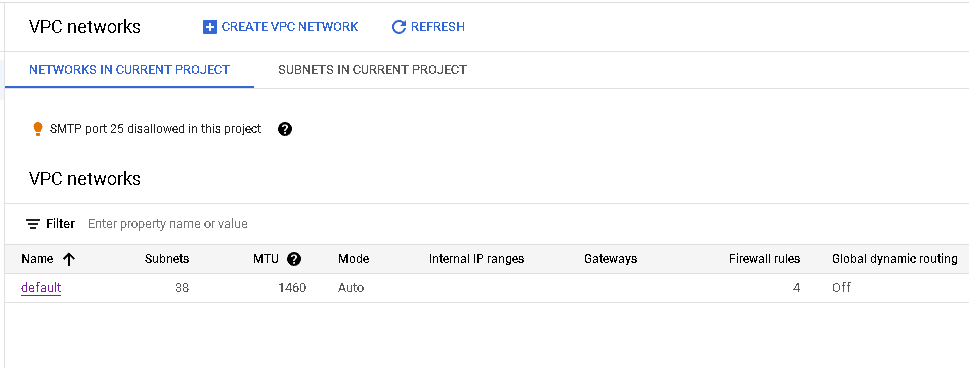 VPC networks CREATE VPC NETWORK REFRESH
NETWORKS IN CURRENT PROJECT SUBNETS IN CURRENT PROJECT
SMTP port 25 disallowed in this project ?
VPC networks
Filter Enter property name or value
Name Subnets MTU ? Mode Internal IP ranges Gateways Firewall rules Global dynamic routing
default 38 1460 Auto 4 Off